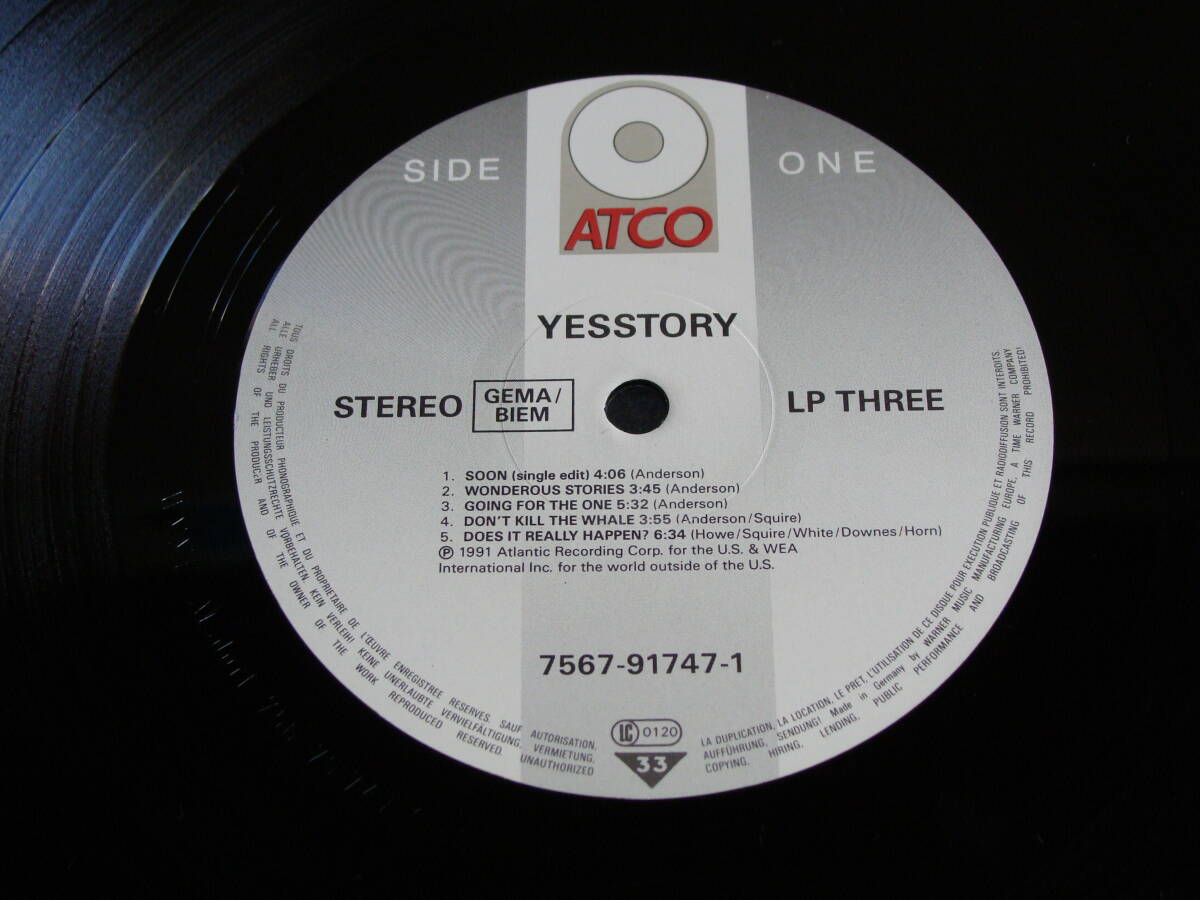 SIDE ONE
ATCO
YESSTORY
STEREO GEMA/ BIEM LP THREE
1. SOON (single edit) 4:06 (Anderson)
2. WONDEROUS STORIES 3:45 (Anderson)
3. GOING FOR THE ONE 5:32 (Anderson)
4. DON'T KILL THE WHALE 3:55 (Anderson/Squire)
5. DOES IT REALLY HAPPEN? 6:34 (Howe/Squire/White/Downes/Horn)
℗ 1991 Atlantic Recording Corp. for the U.S. & WEA
International Inc. for the world outside of the U.S.
7567-91747-1
LC 0120
33
TOUS DROITS DU PRODUCTEUR PHONOGRAPHIQUE ET DU PROPRIETAIRE DE L'ŒUVRE ENREGISTREE RESERVES. SAUF AUTORISATION, LA DUPLICATION, LA LOCATION, LE PRET, L'UTILISATION DE CE DISQUE POUR EXECUTION PUBLIQUE ET RADIODIFFUSION SONT INTERDITS.
ALLE URHEBER UND LEISTUNGSSCHUTZRECHTE VORBEHALTEN. KEIN VERLEIH! KEINE UNERLAUBTE VERVIELFÄLTIGUNG, VERMIETUNG, AUFFÜHRUNG, SENDUNG! Made in Germany by WARNER MUSIC MANUFACTURING EUROPE, A TIME WARNER COMPANY
ALL RIGHTS OF THE PRODUCER AND OF THE OWNER OF THE WORK REPRODUCED RESERVED. UNAUTHORIZED COPYING, HIRING, LENDING, PUBLIC PERFORMANCE AND BROADCASTING OF THIS RECORD PROHIBITED!